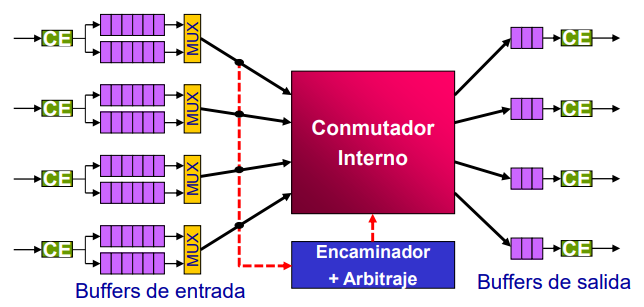 CE
MUX
CE
CE
MUX
CE
Conmutador
Interno
CE
MUX
CE
CE
MUX
CE
Encaminador
+ Arbitraje
Buffers de entrada
Buffers de salida